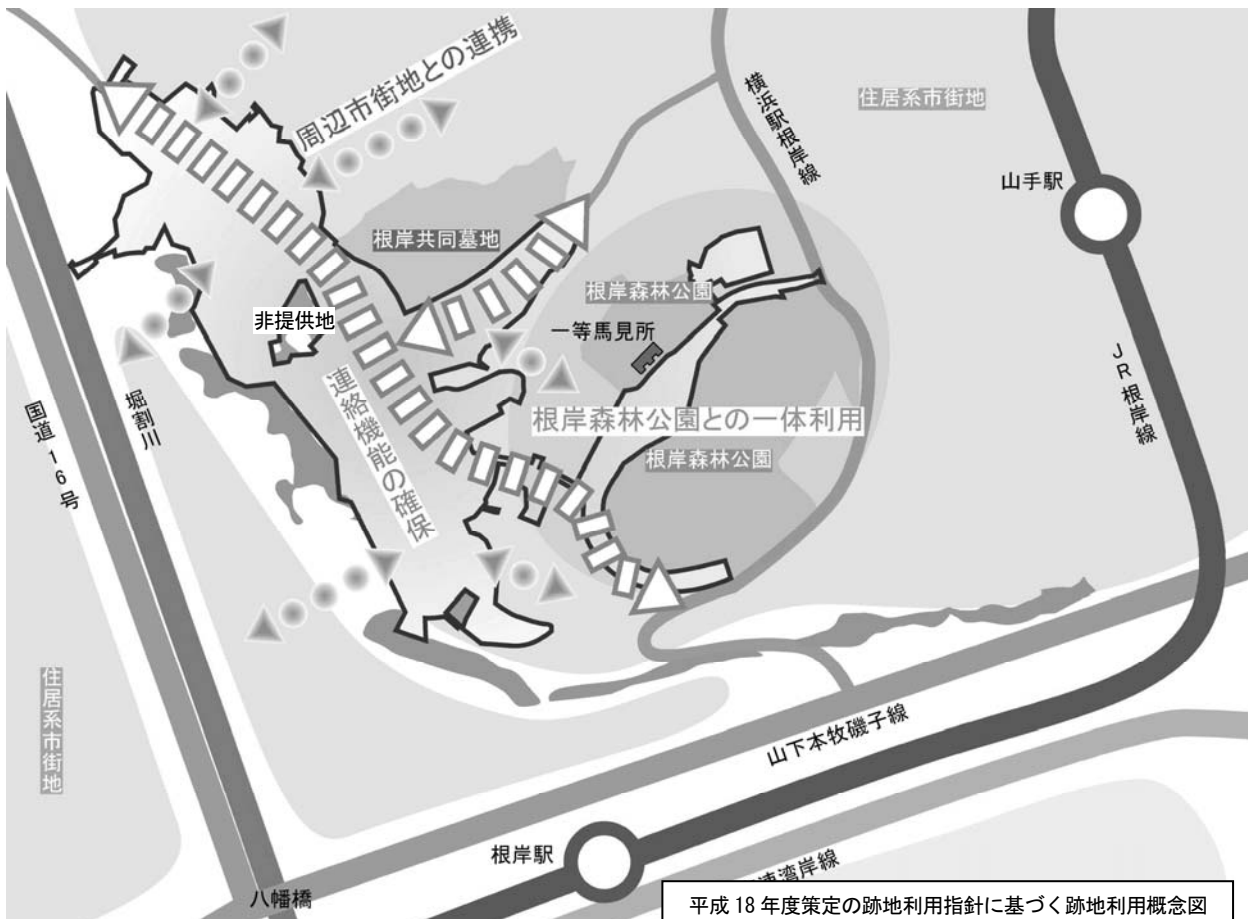 周辺市街地との連携
住居系市街地
横浜駅根岸線
山手駅
根岸共同墓地
根岸森林公園
非提供地
一等馬見所
JR根岸線
連絡機能の確保
根岸森林公園との一体利用
根岸森林公園
国道16号
堀割川
住居系市街地
山下本牧磯子線
根岸駅
湾岸線
八幡橋
平成18年度策定の跡地利用指針に基づく跡地利用概念図